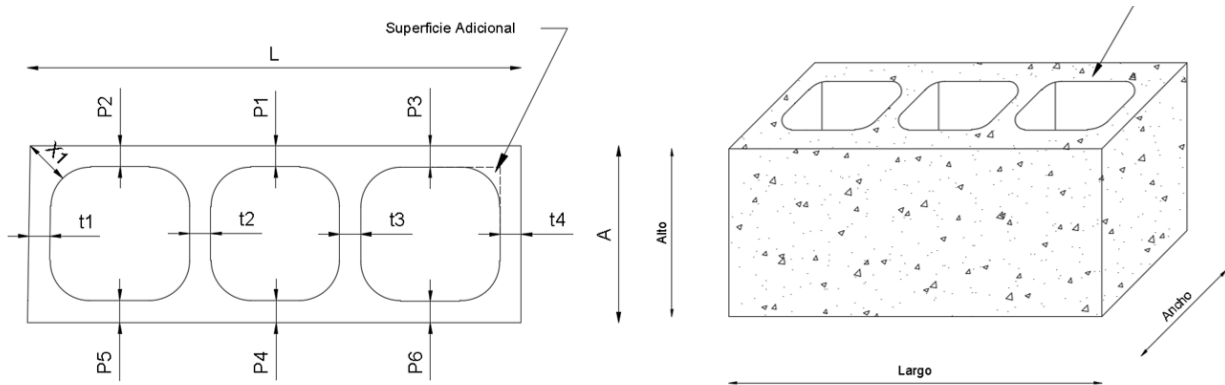 Superficie Adicional
L
P2
P1
P3
X1
t1
t2
t3
t4
A
P5
P4
P6
Alto
Ancho
Largo